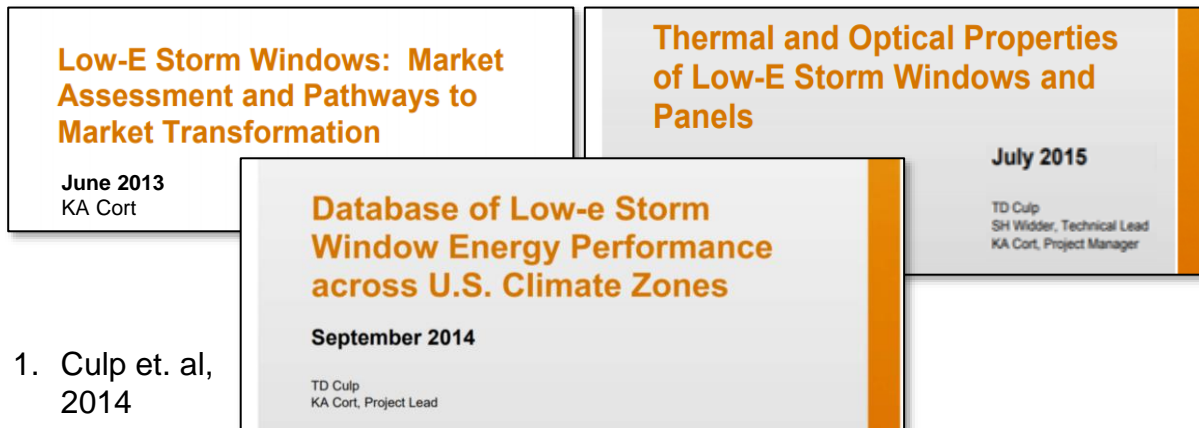 Low-E Storm Windows: Market
Assessment and Pathways to
Market Transformation
June 2013
KA Cort
Thermal and Optical Properties
of Low-E Storm Windows and
Panels
July 2015
TD Culp
SH Widder, Technical Lead
KA Cort, Project Manager
Database of Low-e Storm
Window Energy Performance
across U.S. Climate Zones
September 2014
TD Culp
KA Cort, Project Lead
1. Culp et. al,
2014